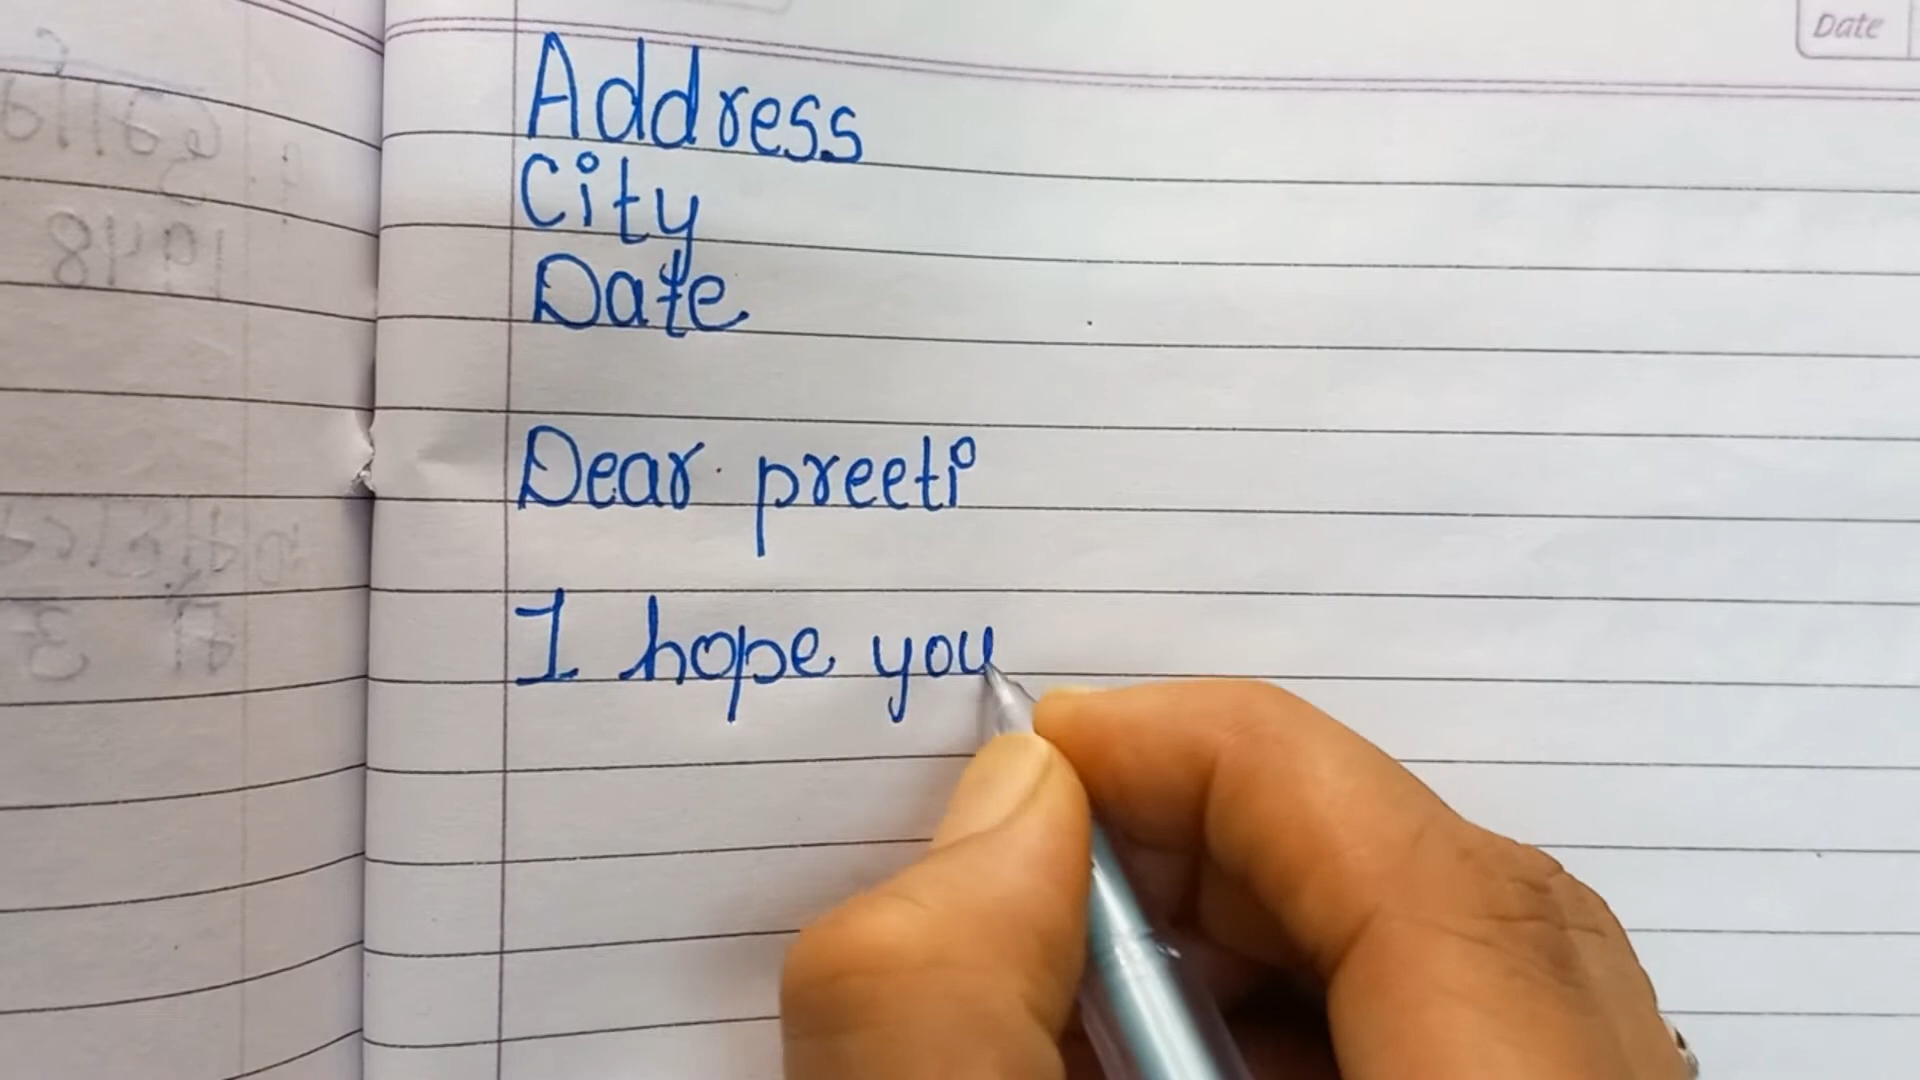 Date
Address
City
Date
Dear preeti
I hope you